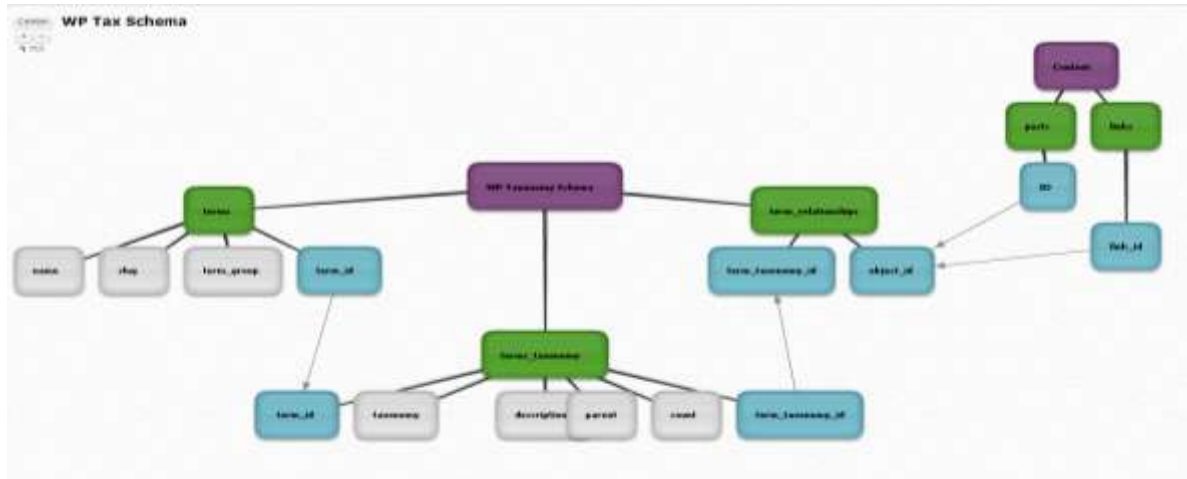 WP Tax Schema
Content
posts
links
WP Taxonomy Schema
ID
terms
term_relationships
name
slug
term_group
term_id
term_taxonomy_id
object_id
link_id
terms_taxonomy
term_id
taxonomy
description
parent
count
term_taxonomy_id